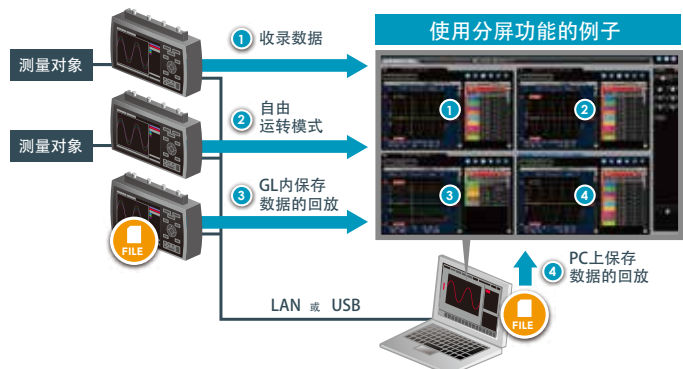 使用分屏功能的例子
1 收录数据
测量对象
2 自由
运转模式
测量对象
3 GL内保存
数据的回放
FILE
1
2
3
4
4 PC上保存
数据的回放
FILE
LAN 或 USB